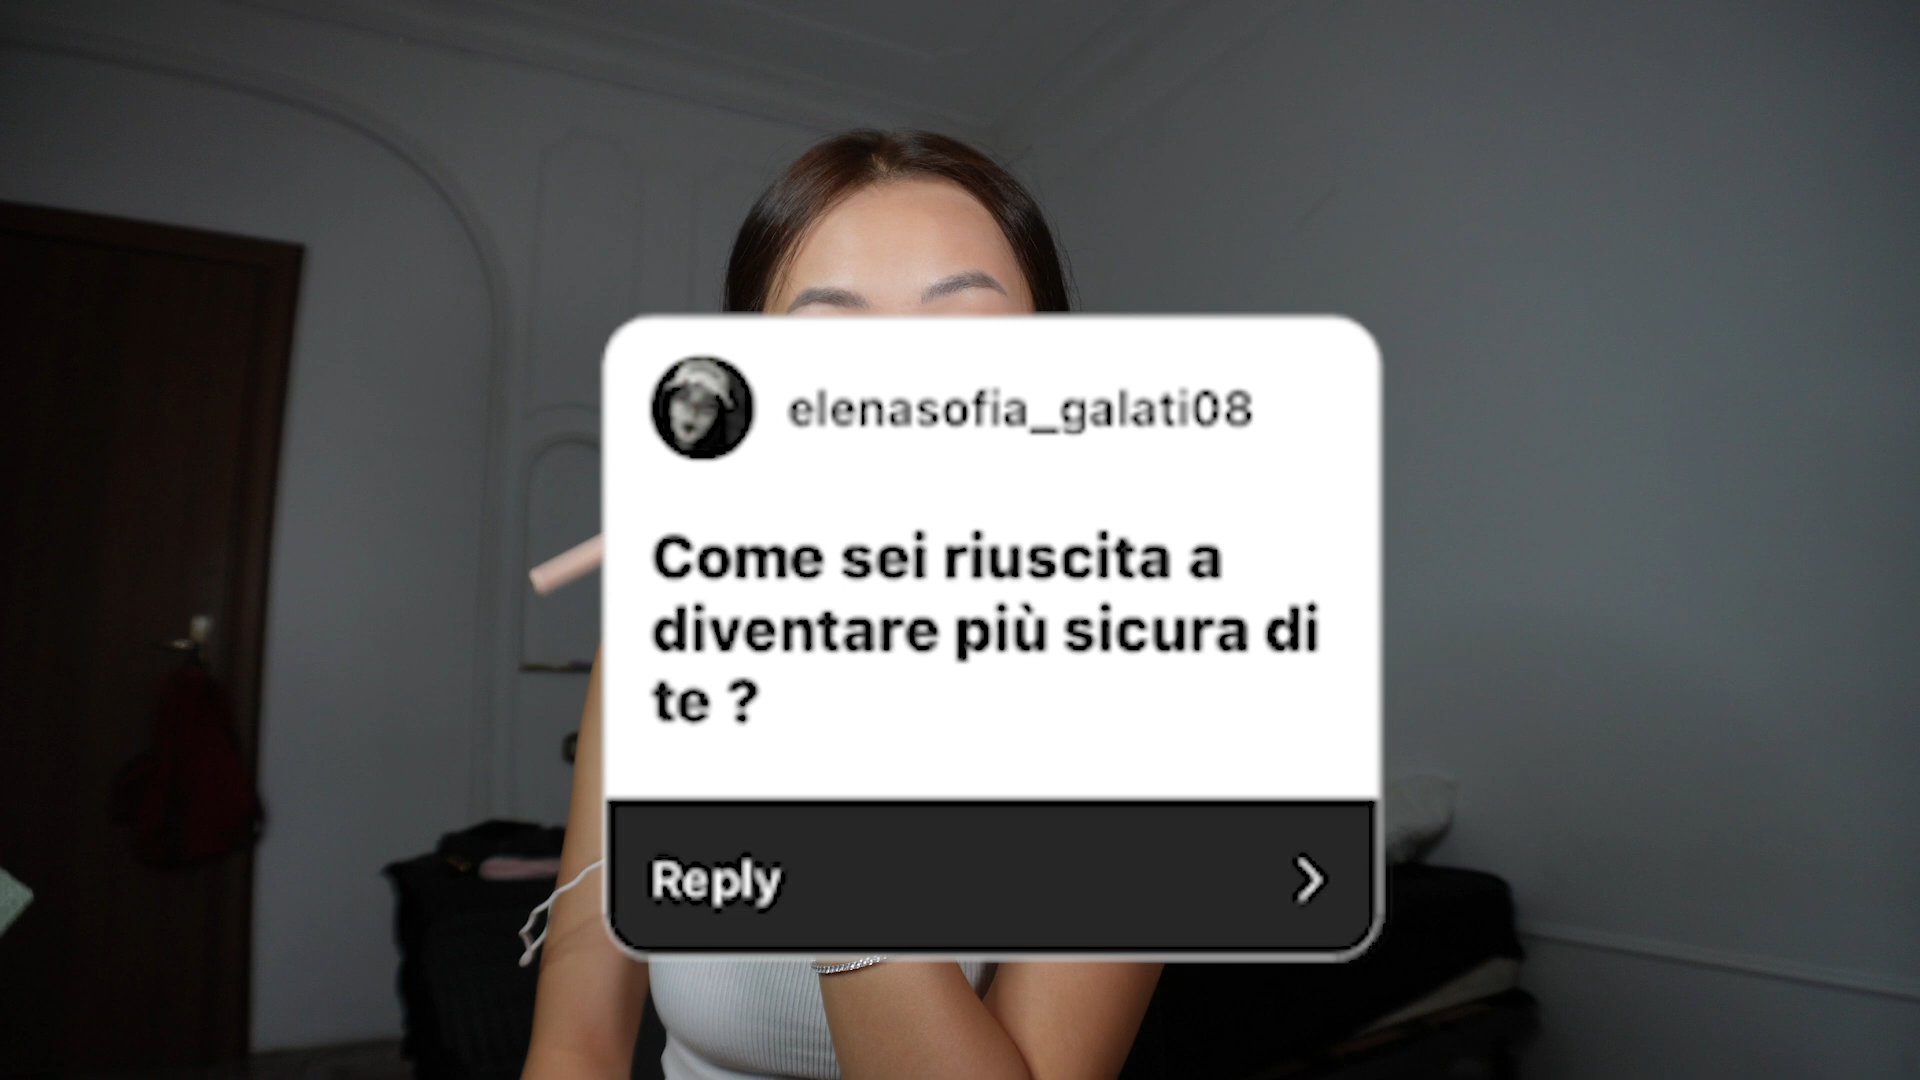 elenasofia_galati08
Come sei riuscita a
diventare più sicura di
te ?
Reply